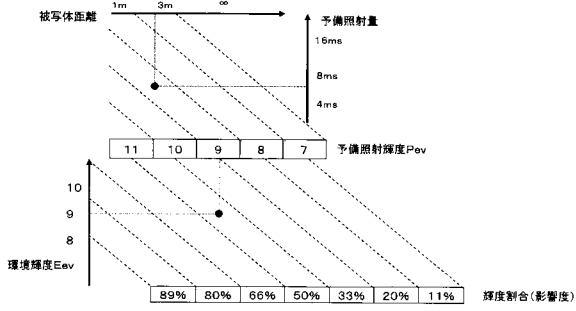 被写体距離 1m 3m ∞
予備照射量
16ms
8ms
4ms
11 10 9 8 7 予備照射輝度Pev
10
9
8
環境輝度Eev
89% 80% 66% 50% 33% 20% 11% 輝度割合(影響度)